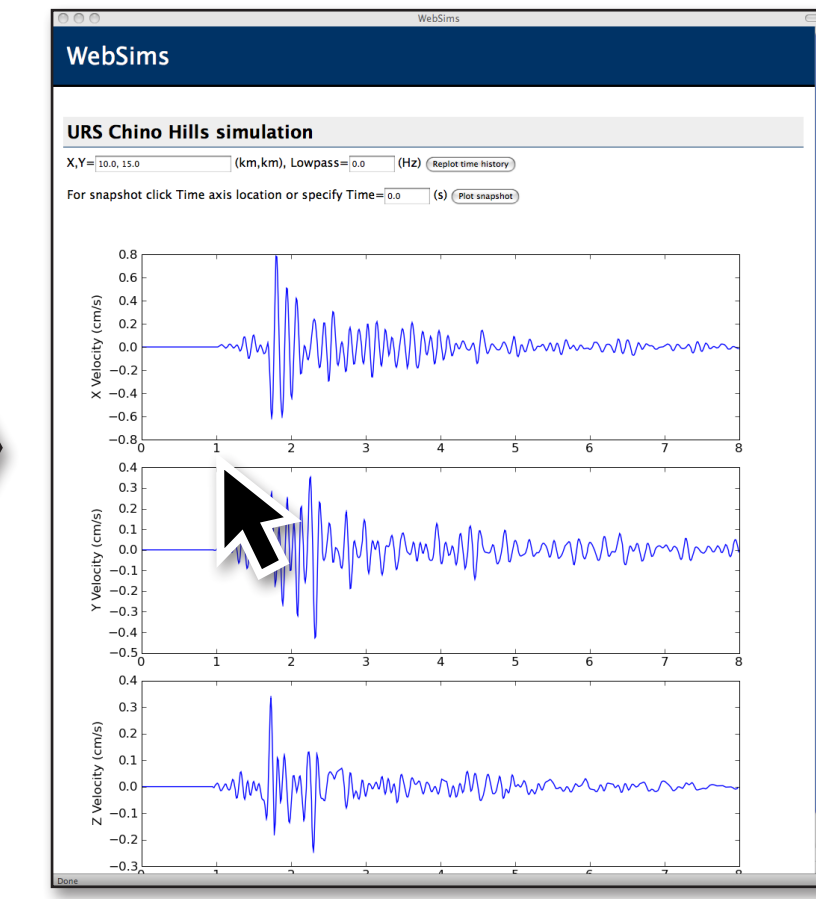 WebSims
WebSims
URS Chino Hills simulation
X,Y= 10.0, 15.0 (km,km), Lowpass= 0.0 (Hz) Replot time history
For snapshot click Time axis location or specify Time= 0.0 (s) Plot snapshot
0.8
0.6
0.4
0.2
0.0
−0.2
−0.4
−0.6
−0.8
X Velocity (cm/s)
0 1 2 3 4 5 6 7 8
0.4
0.3
0.2
0.1
0.0
−0.1
−0.2
−0.3
−0.4
−0.5
Y Velocity (cm/s)
0 1 2 3 4 5 6 7 8
0.4
0.3
0.2
0.1
0.0
−0.1
−0.2
−0.3
Z Velocity (cm/s)
Done